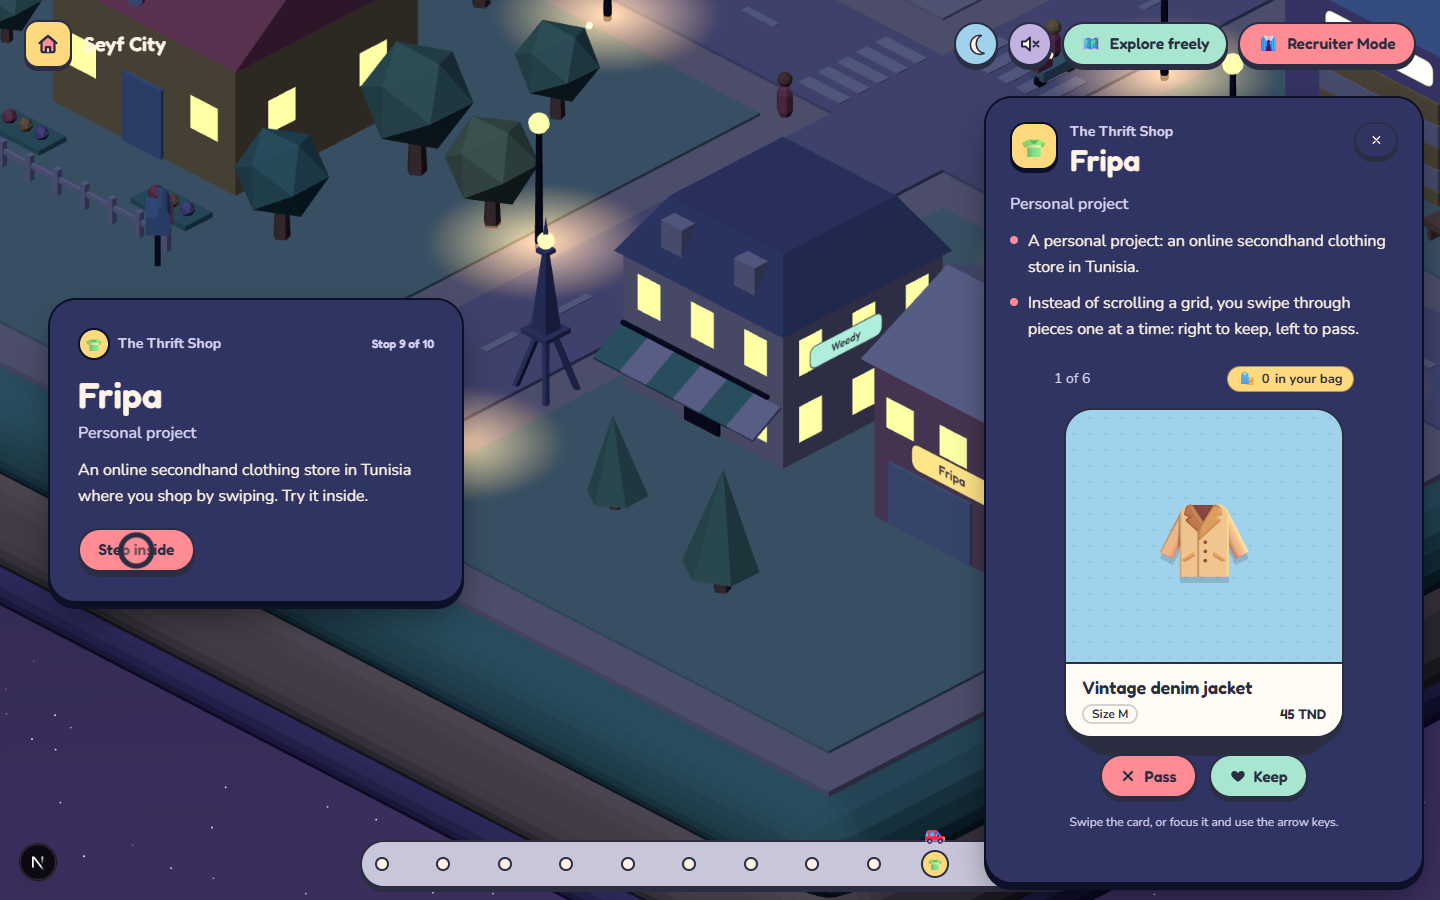 Seyf City
Explore freely
Recruiter Mode
The Thrift Shop
Step 9 of 10
Fripa
Personal project
An online secondhand clothing store in Tunisia
where you shop by swiping. Try it inside.
Step inside
Weedy
Fripa
The Thrift Shop
Fripa
Personal project
A personal project: an online secondhand clothing
store in Tunisia.
Instead of scrolling a grid, you swipe through
pieces one at a time: right to keep, left to pass.
1 of 6
0 in your bag
Vintage denim jacket
Size M
45 TND
Pass
Keep
Swipe the card, or focus it and use the arrow keys.
N